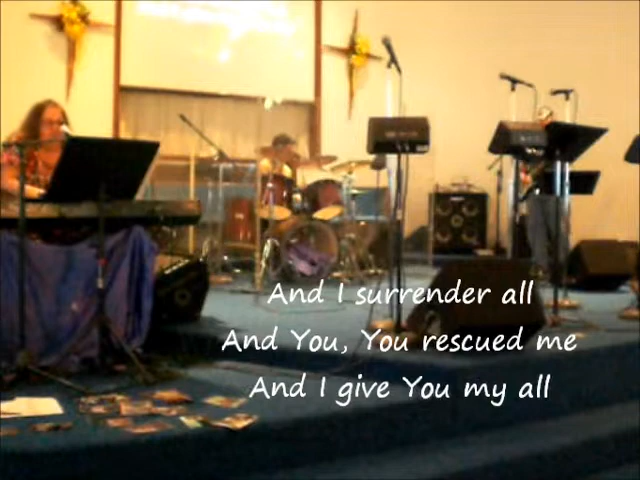 And I surrender all
And You, You rescued me
And I give You my all